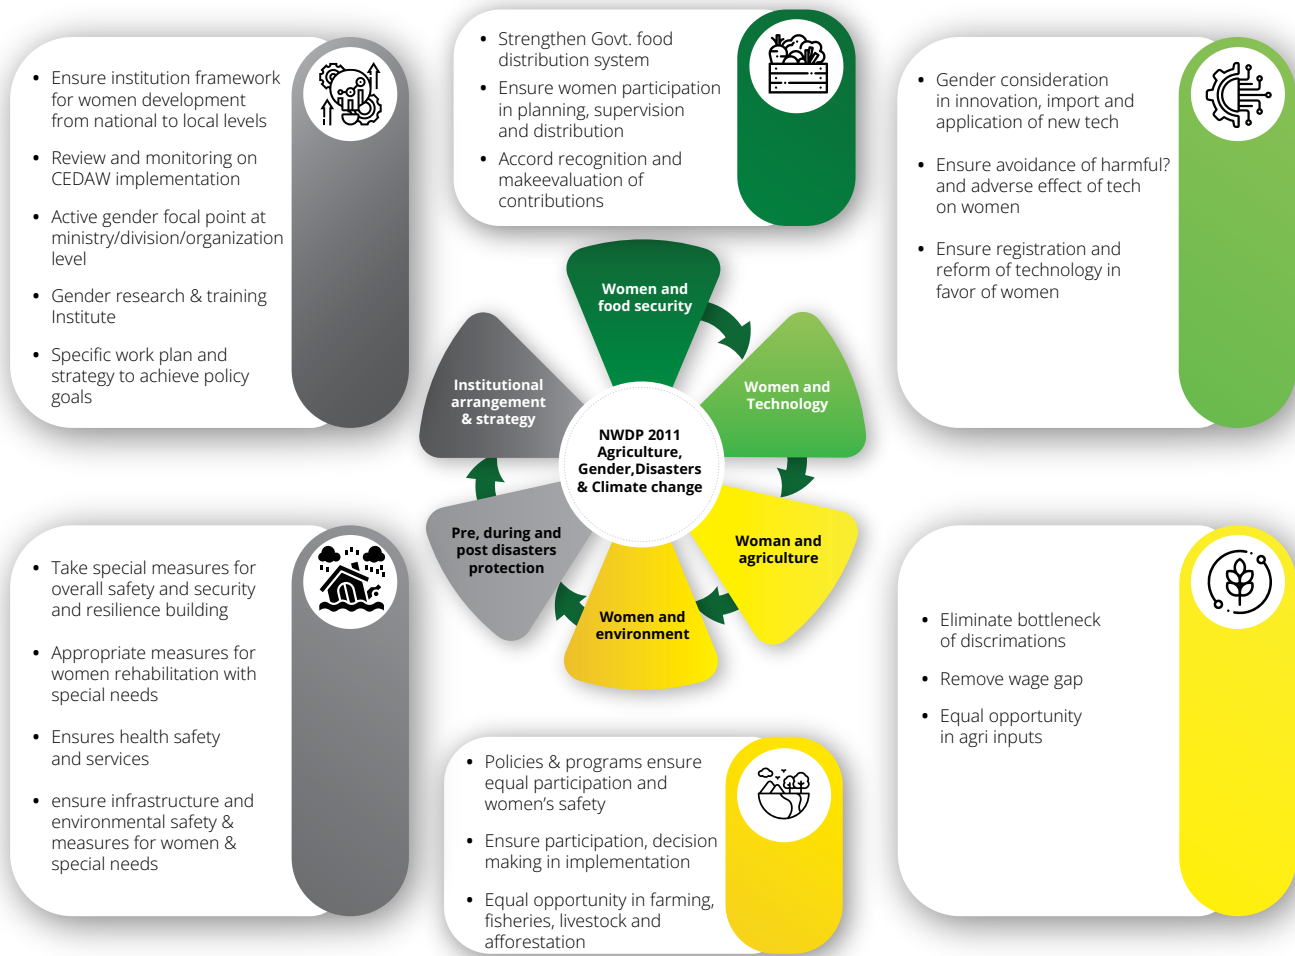 • Ensure institution framework
for women development
from national to local levels
• Review and monitoring on
CEDAW implementation
• Active gender focal point at
ministry/division/organization
level
• Gender research & training
Institute
• Specific work plan and
strategy to achieve policy
goals
• Strengthen Govt. food
distribution system
• Ensure women participation
in planning, supervision
and distribution
• Accord recognition and
makeevaluation of
contributions
• Gender consideration
in innovation, import and
application of new tech
• Ensure avoidance of harmful?
and adverse effect of tech
on women
• Ensure registration and
reform of technology in
favor of women
Women and
food security
Women and
Technology
Woman and
agriculture
Women and
environment
Pre, during and
post disasters
protection
Institutional
arrangement
& strategy
NWDP 2011
Agriculture,
Gender,Disasters
& Climate change
• Take special measures for
overall safety and security
and resilience building
• Appropriate measures for
women rehabilitation with
special needs
• Ensures health safety
and services
• ensure infrastructure and
environmental safety &
measures for women &
special needs
• Policies & programs ensure
equal participation and
women’s safety
• Ensure participation, decision
making in implementation
• Equal opportunity in farming,
fisheries, livestock and
afforestation
• Eliminate bottleneck
of discrimations
• Remove wage gap
• Equal opportunity
in agri inputs